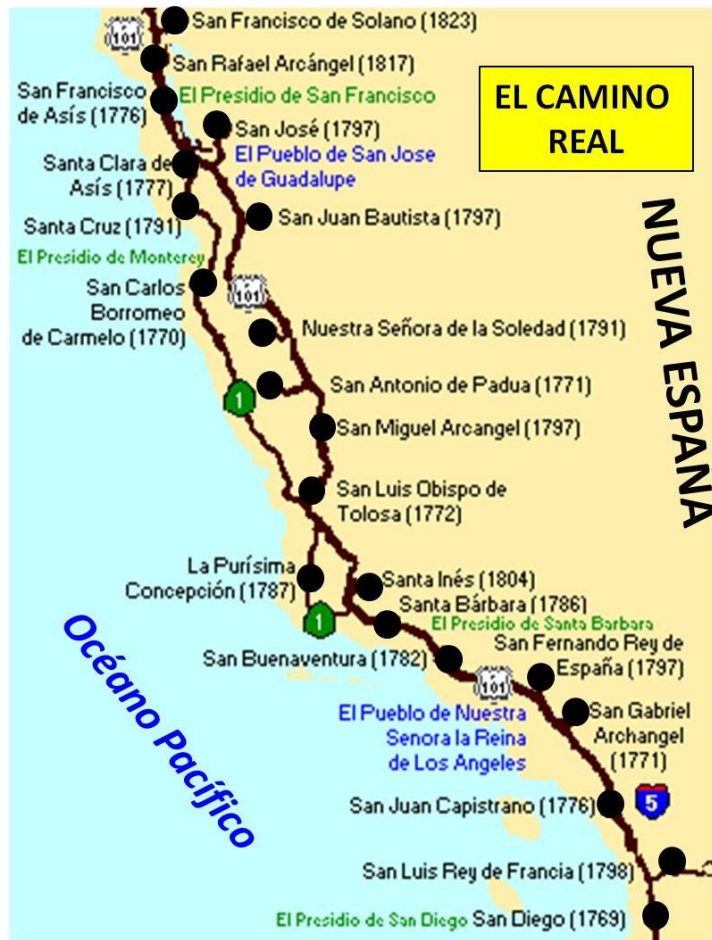 101
San Francisco de Solano (1823)
San Rafael Arcángel (1817)
San Francisco
de Asís (1776)
El Presidio de San Francisco
EL CAMINO
REAL
San José (1797)
El Pueblo de San Jose
de Guadalupe
Santa Clara de
Asís (1777)
Santa Cruz (1791)
San Juan Bautista (1797)
NUEVA ESPAÑA
El Presidio de Monterey
San Carlos
Borromeo
de Carmelo (1770)
101
Nuestra Señora de la Soledad (1791)
San Antonio de Padua (1771)
1
San Miguel Arcangel (1797)
San Luis Obispo de
Tolosa (1772)
La Purísima
Concepción (1787)
Santa Inés (1804)
1
Santa Bárbara (1786)
El Presidio de Santa Barbara
San Buenaventura (1782)
San Fernando Rey de
España (1797)
101
Océano Pacífico
El Pueblo de Nuestra
Senora la Reina
de Los Angeles
San Gabriel
Archangel
(1771)
San Juan Capistrano (1776)
5
San Luis Rey de Francia (1798)
El Presidio de San Diego
San Diego (1769)